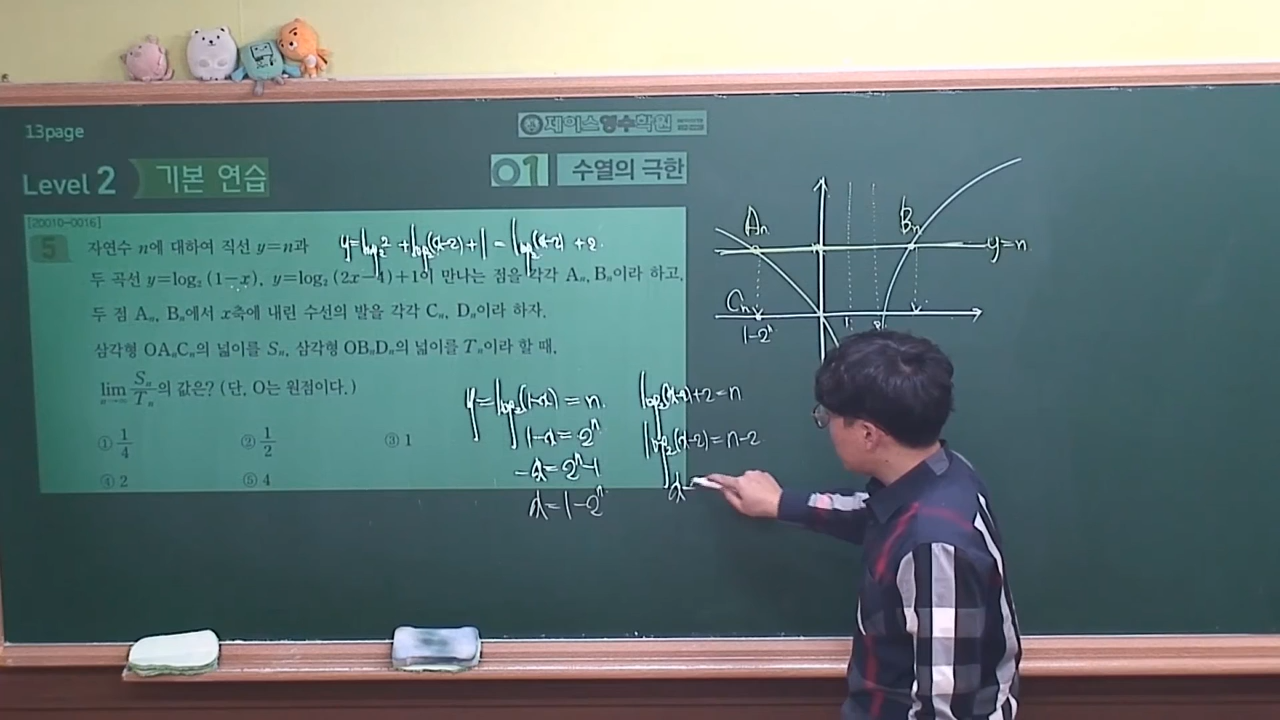 13page
제이스영수학원
Level 2 기본 연습
01 수열의 극한
[20010-0016]
5 자연수 n에 대하여 직선 y=n과
y=log₂2+log₂(x-2)+1=log₂(x-2)+2.
두 곡선 y=log₂(1-x), y=log₂(2x-4)+1이 만나는 점을 각각 Aₙ, Bₙ이라 하고,
두 점 Aₙ, Bₙ에서 x축에 내린 수선의 발을 각각 Cₙ, Dₙ이라 하자.
삼각형 OAₙCₙ의 넓이를 Sₙ, 삼각형 OBₙDₙ의 넓이를 Tₙ이라 할 때,
lim Sₙ/Tₙ의 값은? (단, O는 원점이다.)
① 1/4 ② 1/2 ③ 1
④ 2 ⑤ 4
y=log₂(1-x)=n.
1-x=2ⁿ
-x=2ⁿ-1
x=1-2ⁿ
log₂(x-2)+2=n
log₂(x-2)=n-2.
x-
Aₙ
Bₙ
y=n.
Cₙ
1-2ⁿ
1